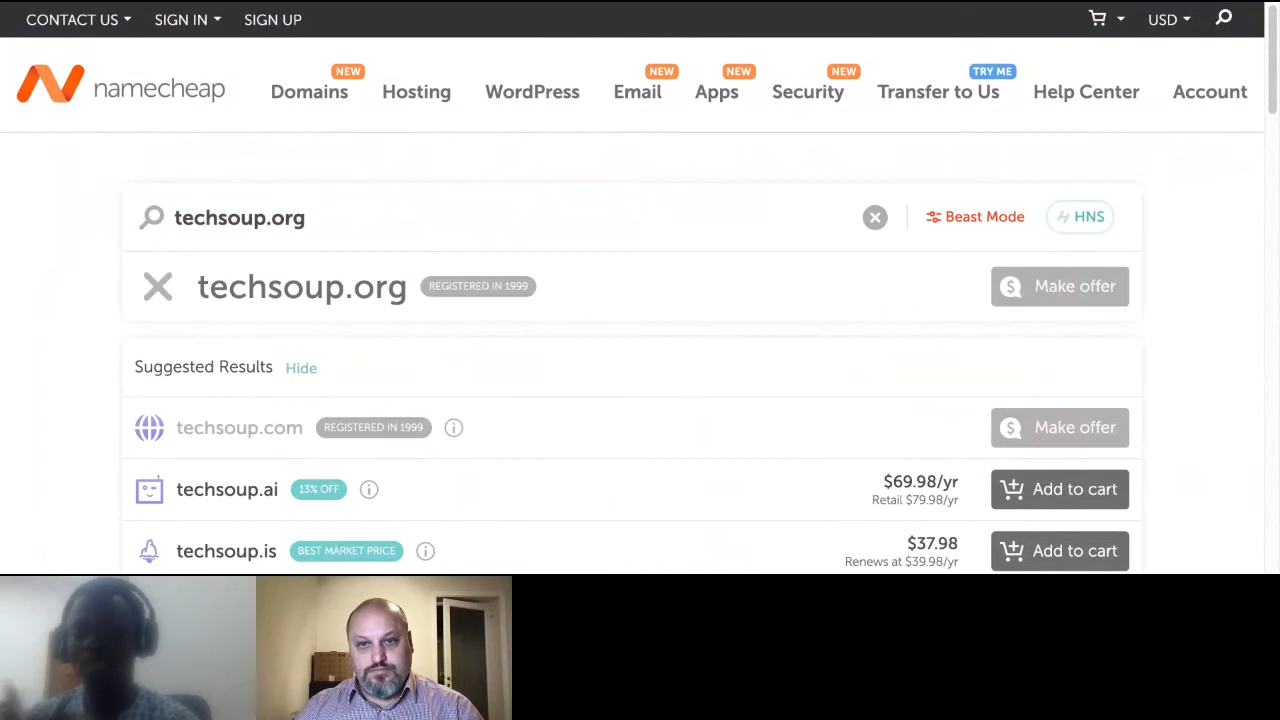 CONTACT US SIGN IN SIGN UP USD
namecheap
Domains NEW Hosting WordPress Email NEW Apps NEW Security NEW Transfer to Us TRY ME Help Center Account
techsoup.org Beast Mode HNS
techsoup.org REGISTERED IN 1999 Make offer
Suggested Results Hide
techsoup.com REGISTERED IN 1999 Make offer
techsoup.ai 13% OFF $69.98/yr Add to cart
Retail $79.98/yr
techsoup.is BEST MARKET PRICE $37.98 Add to cart
Renews at $39.98/yr